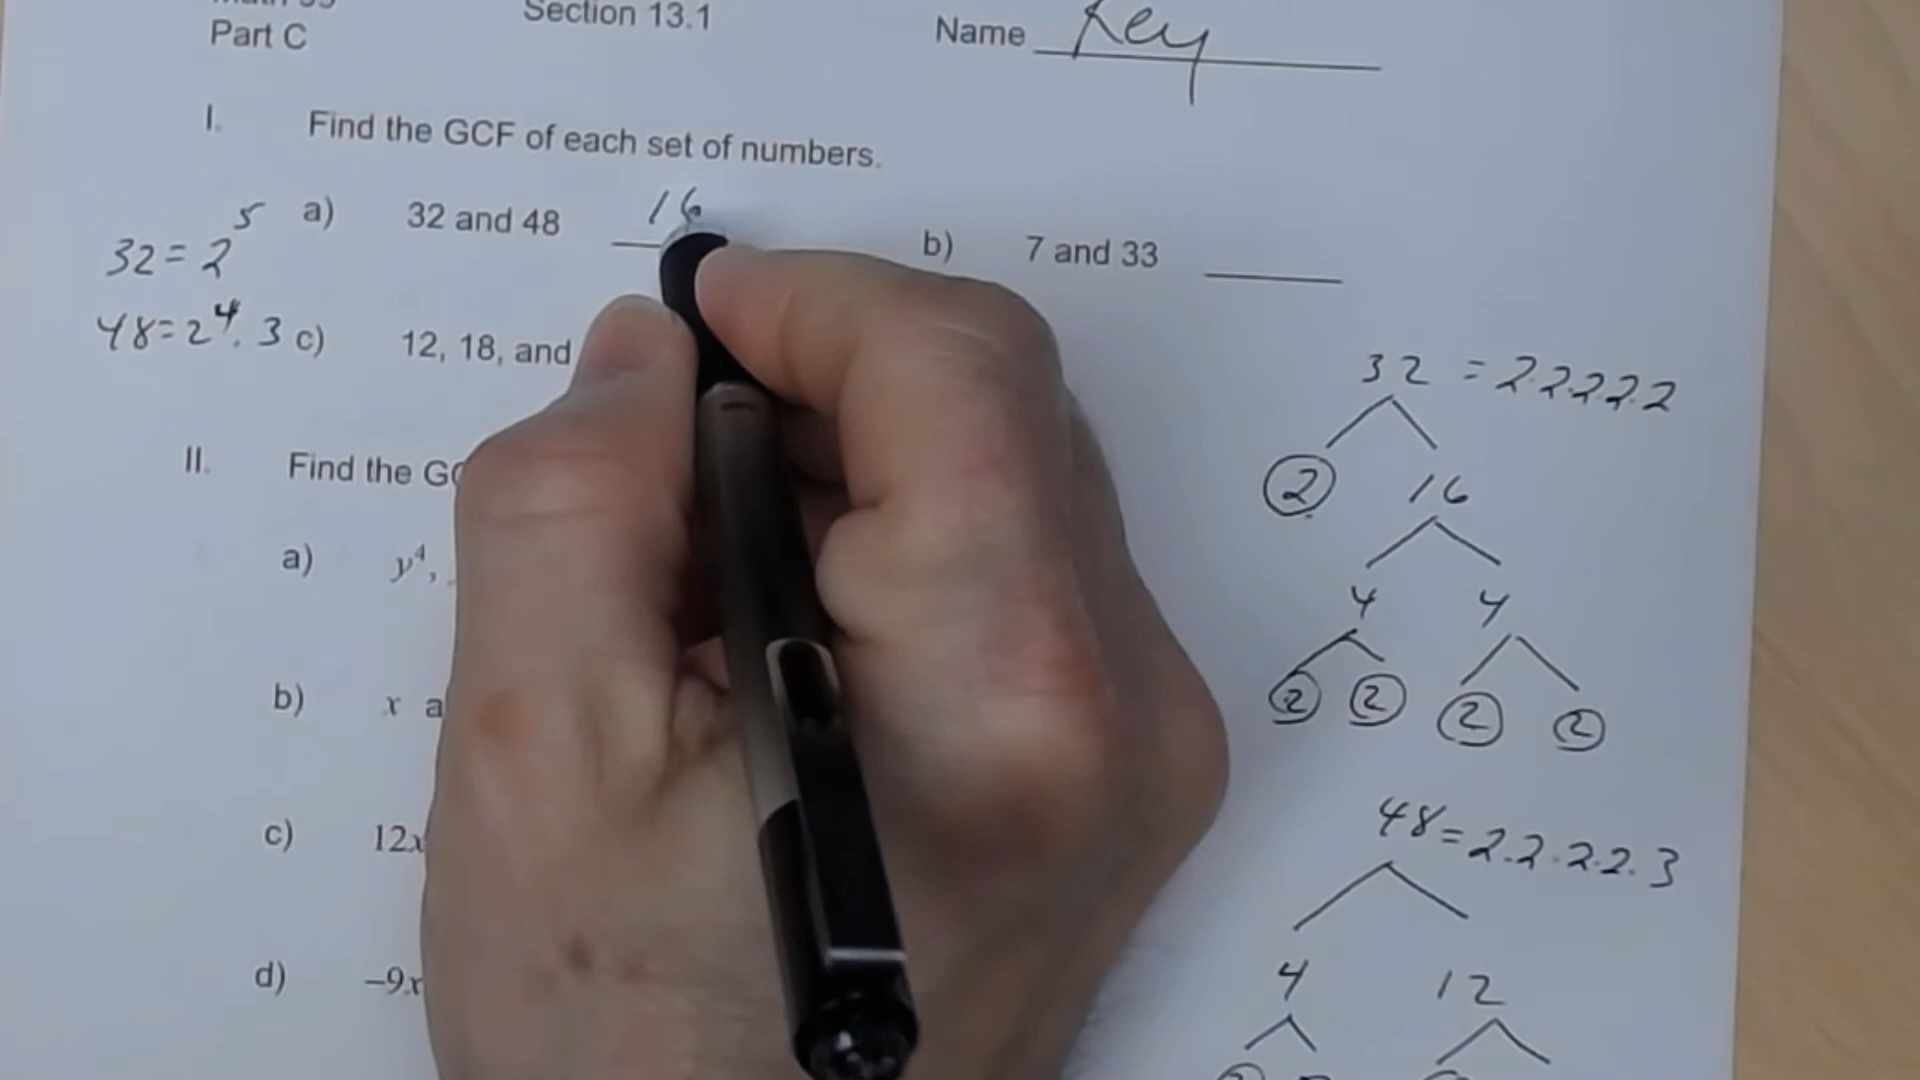 Section 13.1
Part C
Name Key
I. Find the GCF of each set of numbers.
a) 32 and 48 16
b) 7 and 33
32 = 2^5
48 = 2^4 . 3
c) 12, 18, and
32 = 2.2.2.2.2
2 16
4 4
2 2 2 2
II. Find the
a) y⁴,
b) x
c) 12x
d) –9x
48 = 2.2.2.2.3
4 12